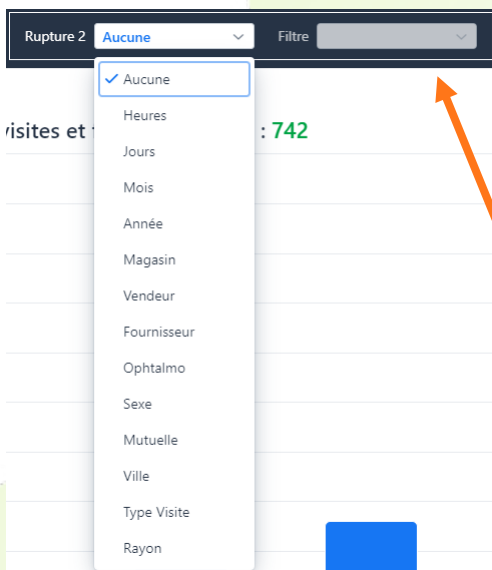 Rupture 2 Aucune Filtre
Aucune
Heures
isites et : 742
Jours
Mois
Année
Magasin
Vendeur
Fournisseur
Ophtalmo
Sexe
Mutuelle
Ville
Type Visite
Rayon